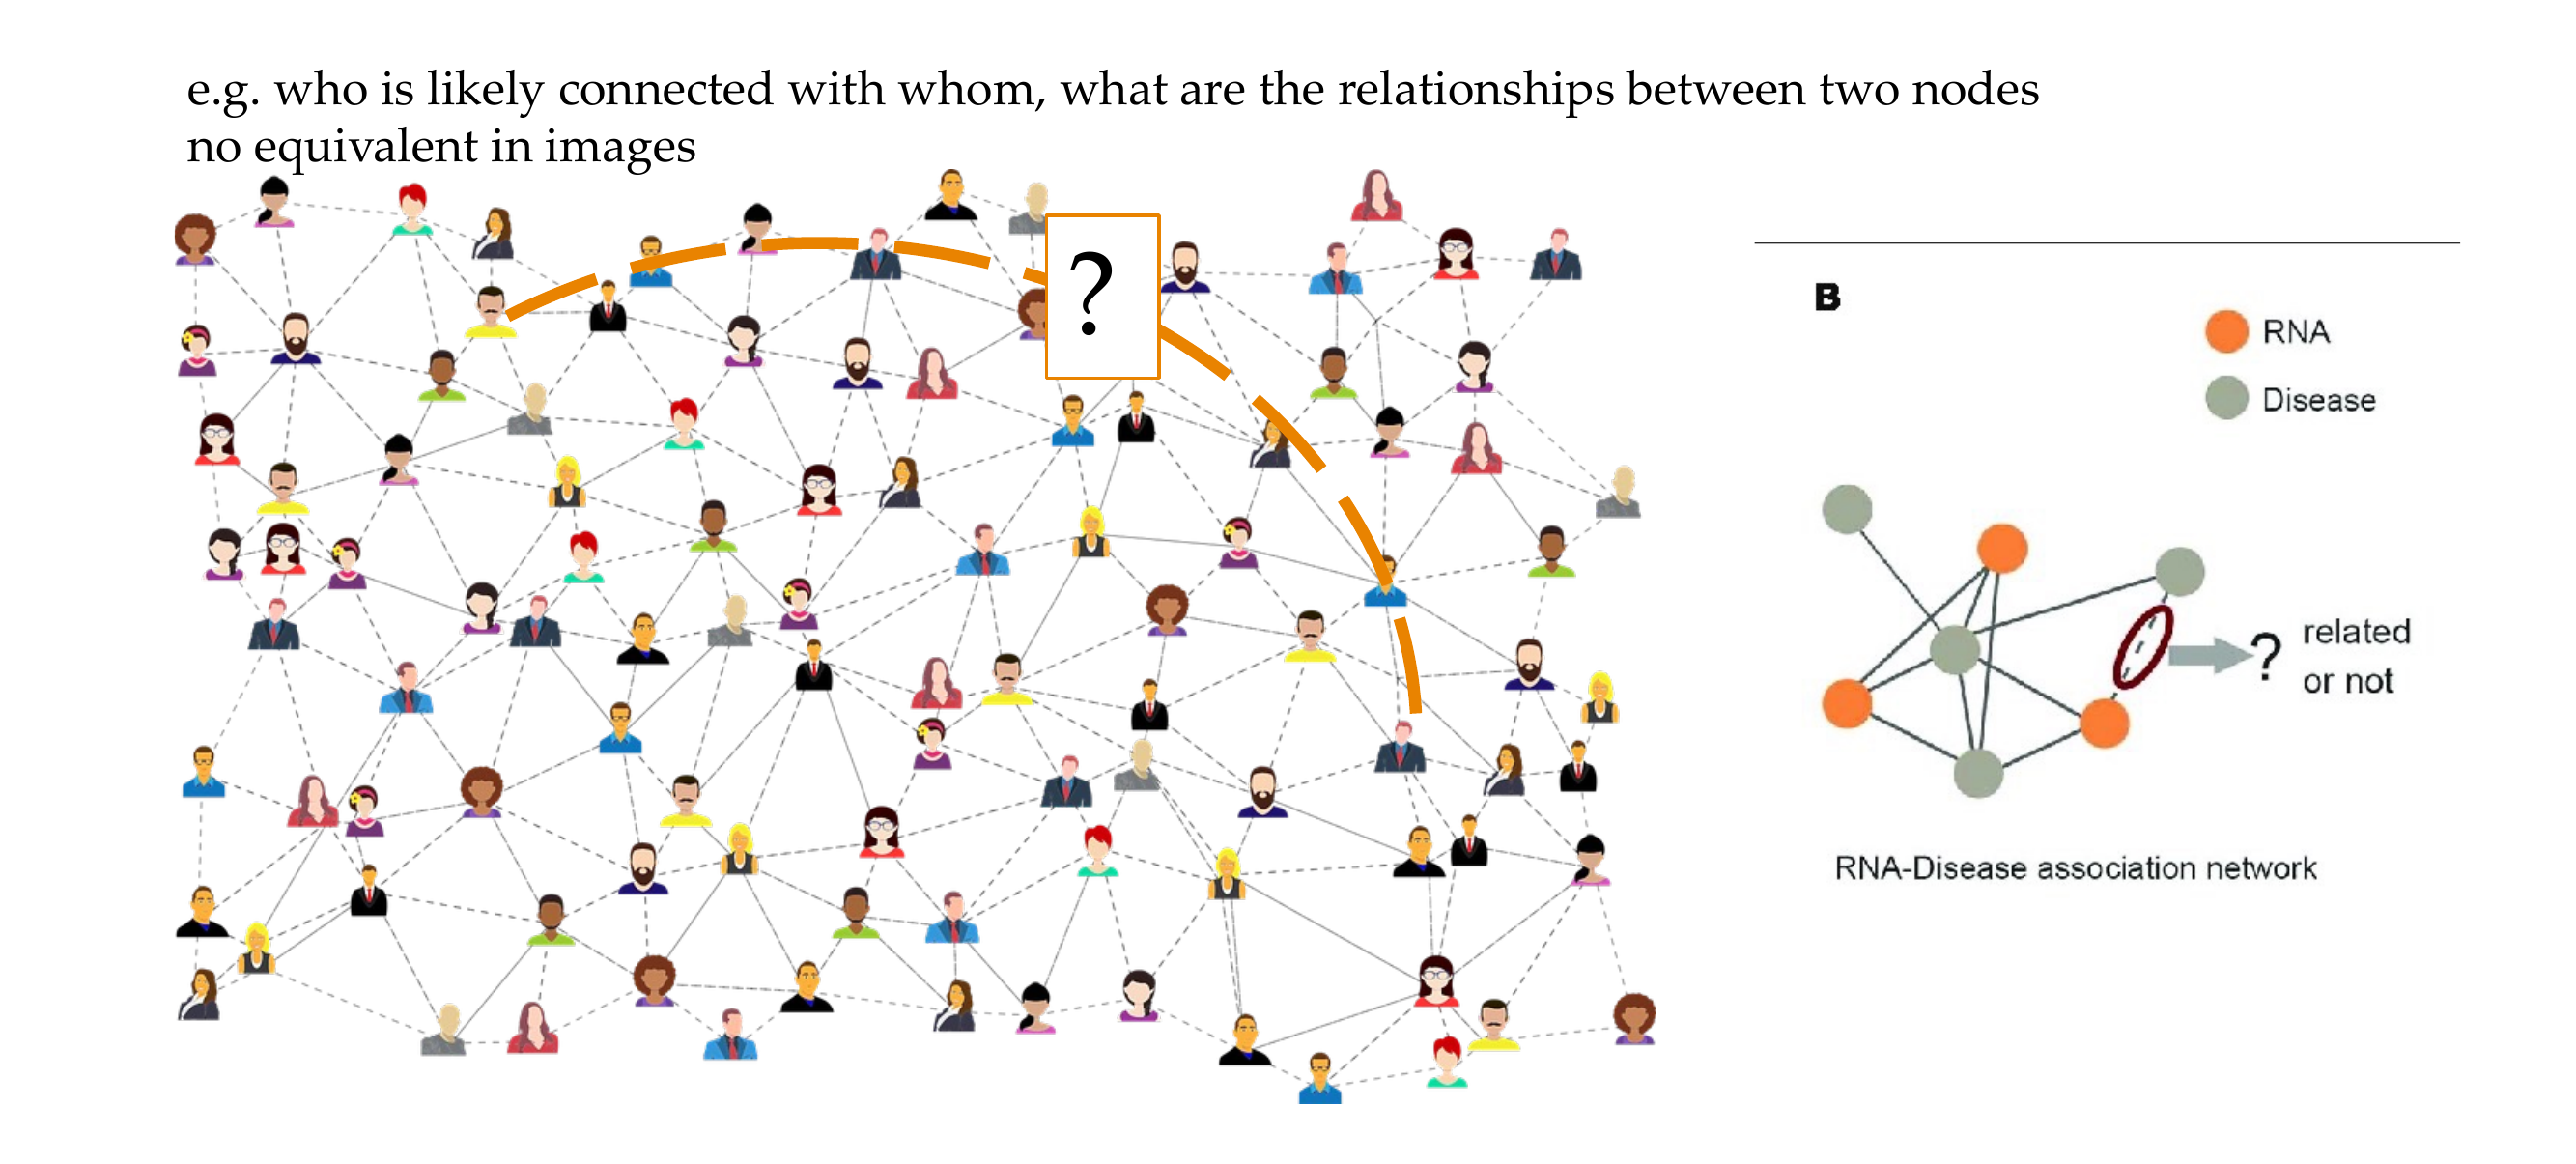 e.g. who is likely connected with whom, what are the relationships between two nodes
no equivalent in images
?
B
RNA
Disease
? related
or not
RNA-Disease association network